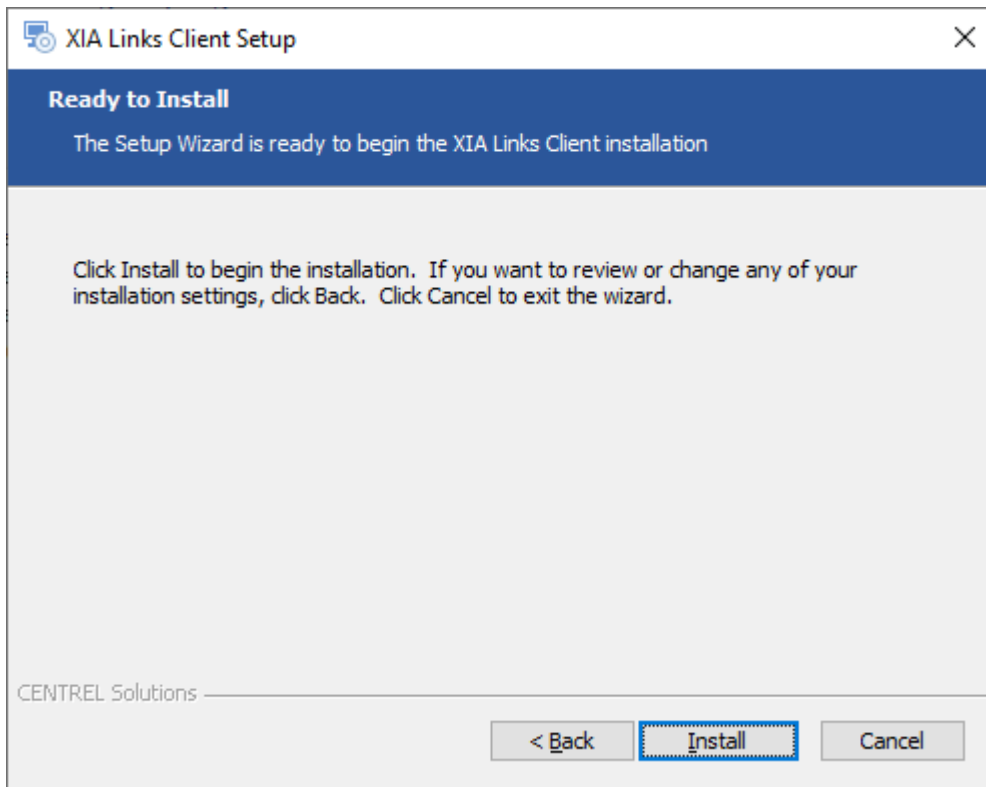 XIA Links Client Setup
Ready to Install
The Setup Wizard is ready to begin the XIA Links Client installation
Click Install to begin the installation.  If you want to review or change any of your
installation settings, click Back.  Click Cancel to exit the wizard.
CENTREL Solutions
< Back
Install
Cancel